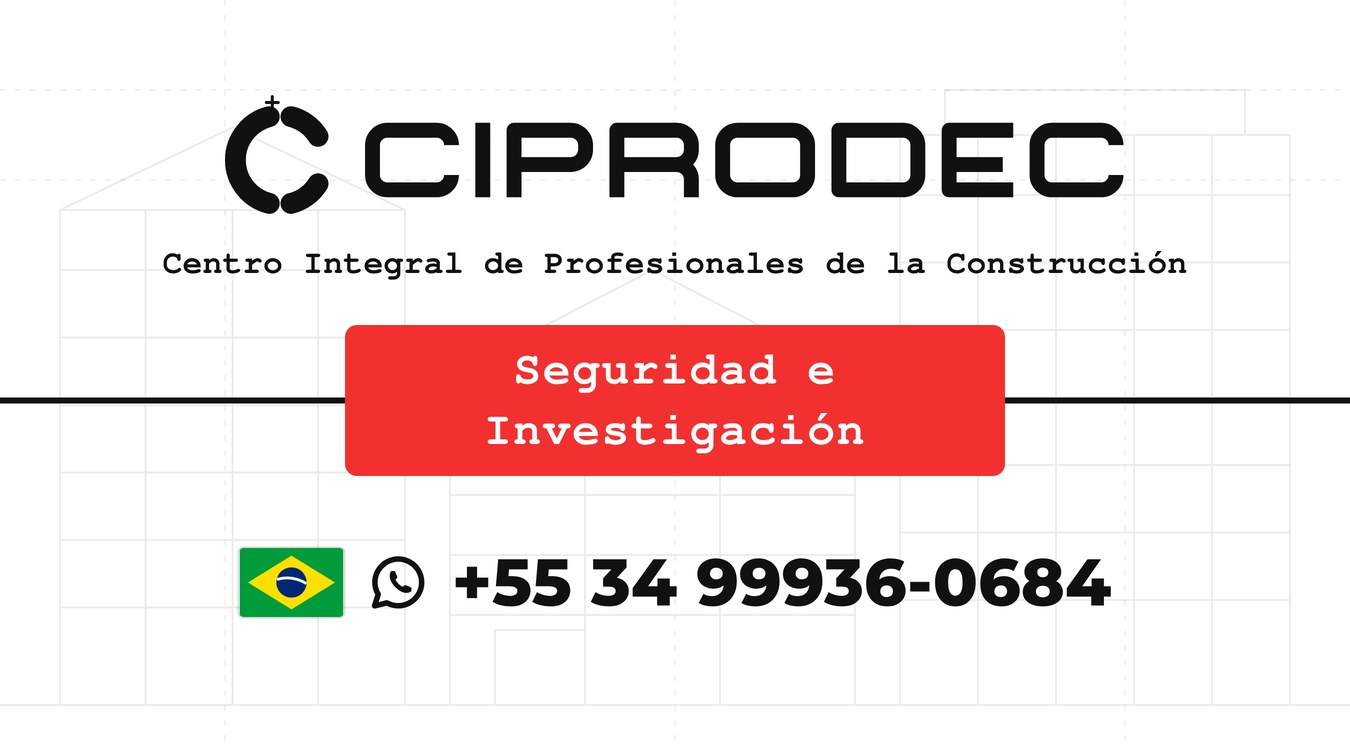 CIPRODEC
Centro Integral de Profesionales de la Construcción
Seguridad e
Investigación
+55 34 99936-0684